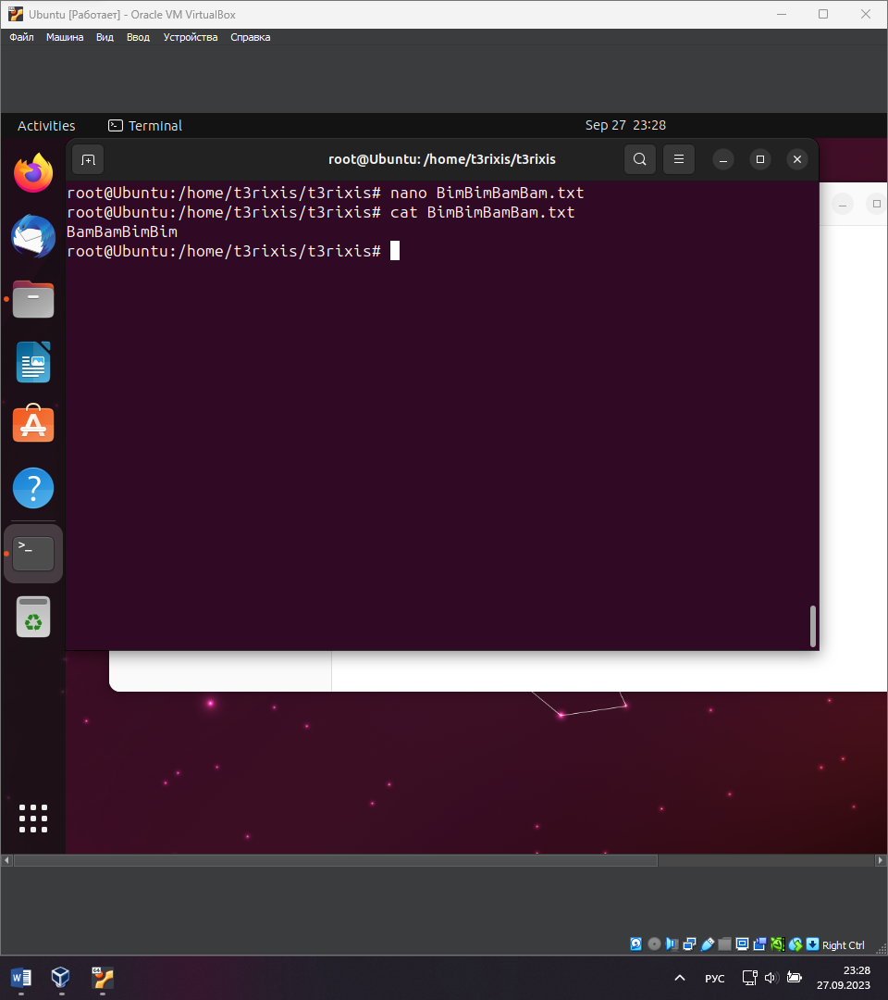 Ubuntu [Работает] - Oracle VM VirtualBox
Файл Машина Вид Ввод Устройства Справка
Activities Terminal Sep 27 23:28
root@Ubuntu: /home/t3rixis/t3rixis
root@Ubuntu:/home/t3rixis/t3rixis# nano BimBimBamBam.txt
root@Ubuntu:/home/t3rixis/t3rixis# cat BimBimBamBam.txt
BamBamBimBim
root@Ubuntu:/home/t3rixis/t3rixis#
Right Ctrl
РУС
23:28
27.09.2023